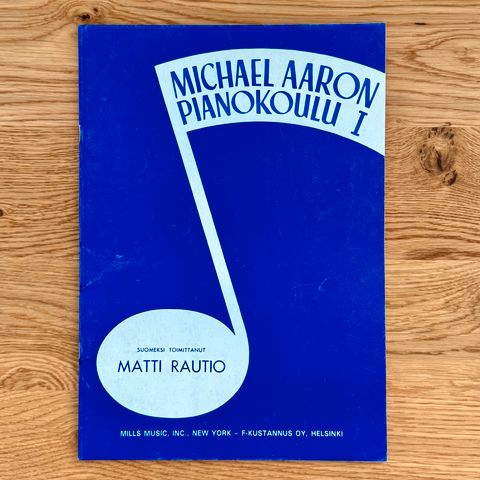 MICHAEL AARON
PIANOKOULU I
SUOMEKSI TOIMITTANUT
MATTI RAUTIO
MILLS MUSIC, INC., NEW YORK – F-KUSTANNUS OY, HELSINKI